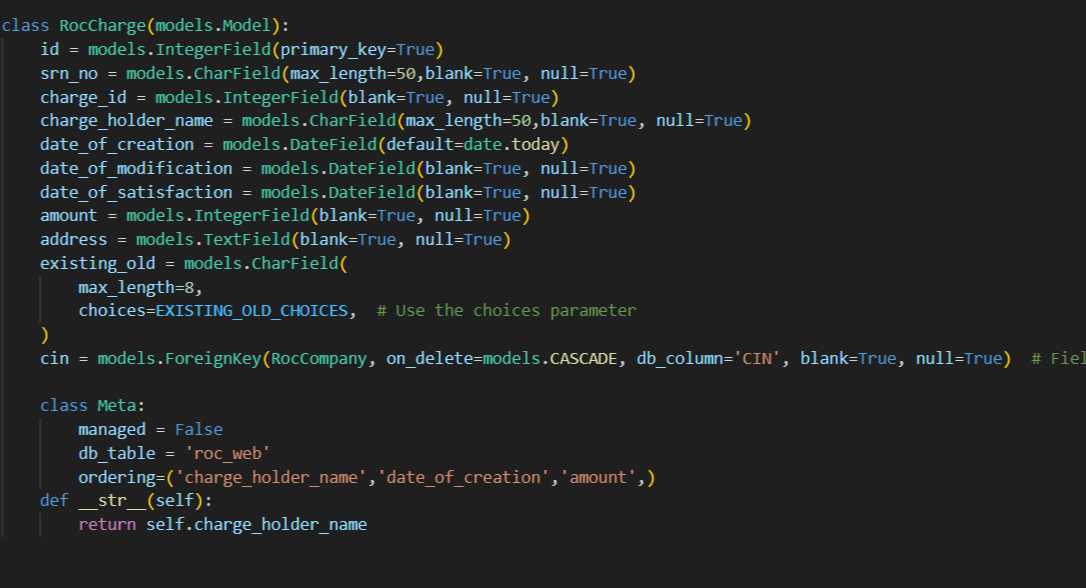 class RocCharge(models.Model):
    id = models.IntegerField(primary_key=True)
    srn_no = models.CharField(max_length=50,blank=True, null=True)
    charge_id = models.IntegerField(blank=True, null=True)
    charge_holder_name = models.CharField(max_length=50,blank=True, null=True)
    date_of_creation = models.DateField(default=date.today)
    date_of_modification = models.DateField(blank=True, null=True)
    date_of_satisfaction = models.DateField(blank=True, null=True)
    amount = models.IntegerField(blank=True, null=True)
    address = models.TextField(blank=True, null=True)
    existing_old = models.CharField(
        max_length=8,
        choices=EXISTING_OLD_CHOICES,  # Use the choices parameter
    )
    cin = models.ForeignKey(RocCompany, on_delete=models.CASCADE, db_column='CIN', blank=True, null=True)  # Fiel
    class Meta:
        managed = False
        db_table = 'roc_web'
        ordering=('charge_holder_name','date_of_creation','amount',)
    def __str__(self):
        return self.charge_holder_name